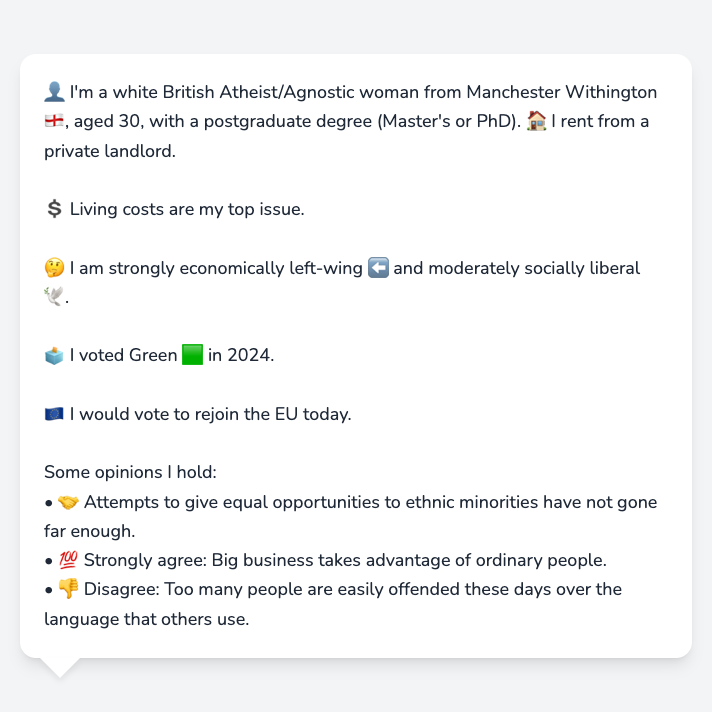 👤 I'm a white British Atheist/Agnostic woman from Manchester Withington
🏴󠁧󠁢󠁥󠁮󠁧󠁿, aged 30, with a postgraduate degree (Master's or PhD). 🏠 I rent from a
private landlord.
💲 Living costs are my top issue.
🤔 I am strongly economically left-wing ⬅️ and moderately socially liberal
🕊️.
🗳️ I voted Green 🟩 in 2024.
🇪🇺 I would vote to rejoin the EU today.
Some opinions I hold:
• 🤝 Attempts to give equal opportunities to ethnic minorities have not gone
far enough.
• 💯 Strongly agree: Big business takes advantage of ordinary people.
• 👎 Disagree: Too many people are easily offended these days over the
language that others use.